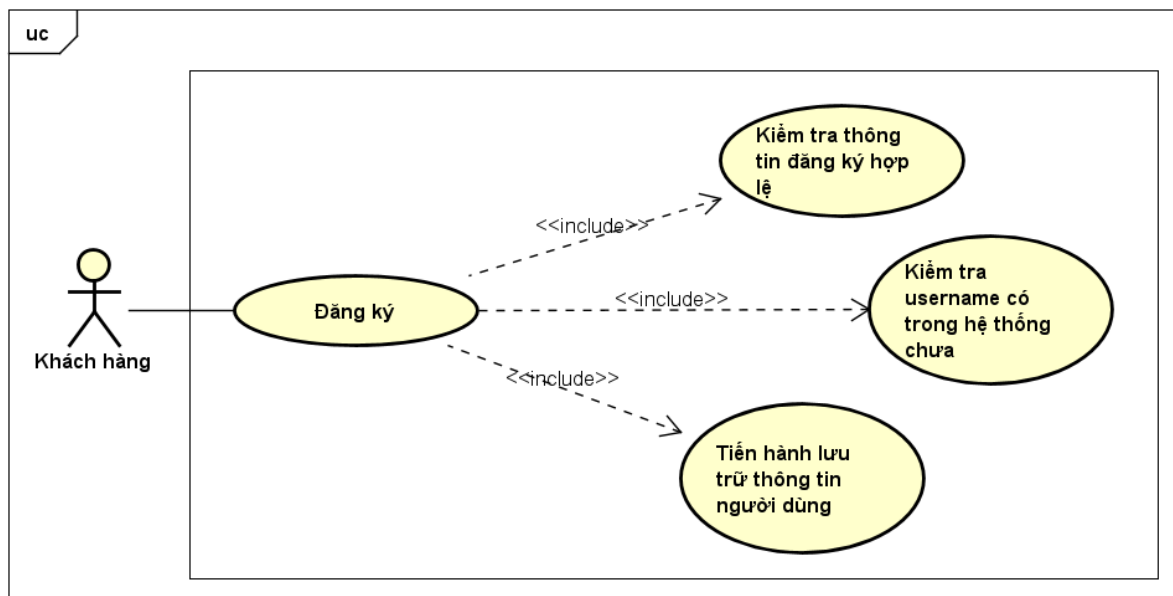 uc
Kiểm tra thông
tin đăng ký hợp
lệ
<<include>>
Kiểm tra
username có
trong hệ thống
chưa
<<include>>
Đăng ký
Khách hàng
<<include>>
Tiến hành lưu
trữ thông tin
người dùng